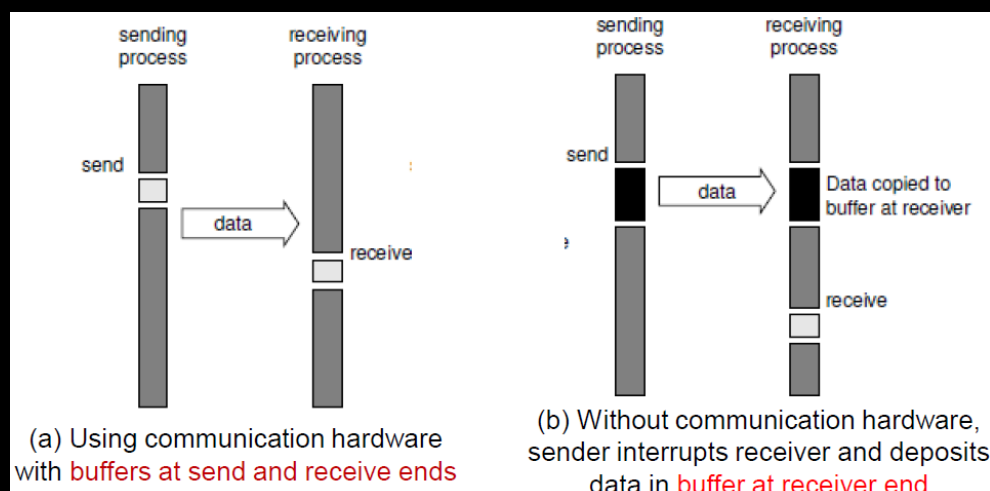 sending
process
receiving
process
send
data
receive
(a) Using communication hardware
with buffers at send and receive ends
sending
process
receiving
process
send
data
Data copied to
buffer at receiver
receive
(b) Without communication hardware,
sender interrupts receiver and deposits
data in buffer at receiver end